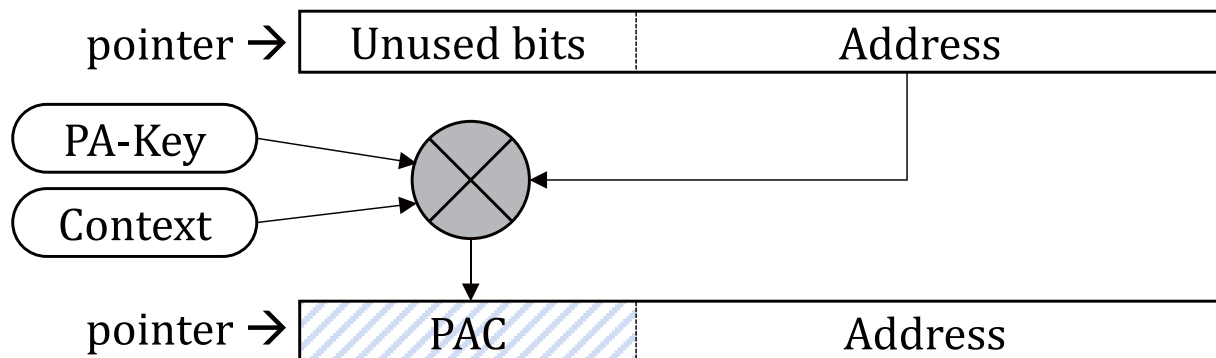 pointer → Unused bits Address
PA-Key
Context
pointer → PAC Address